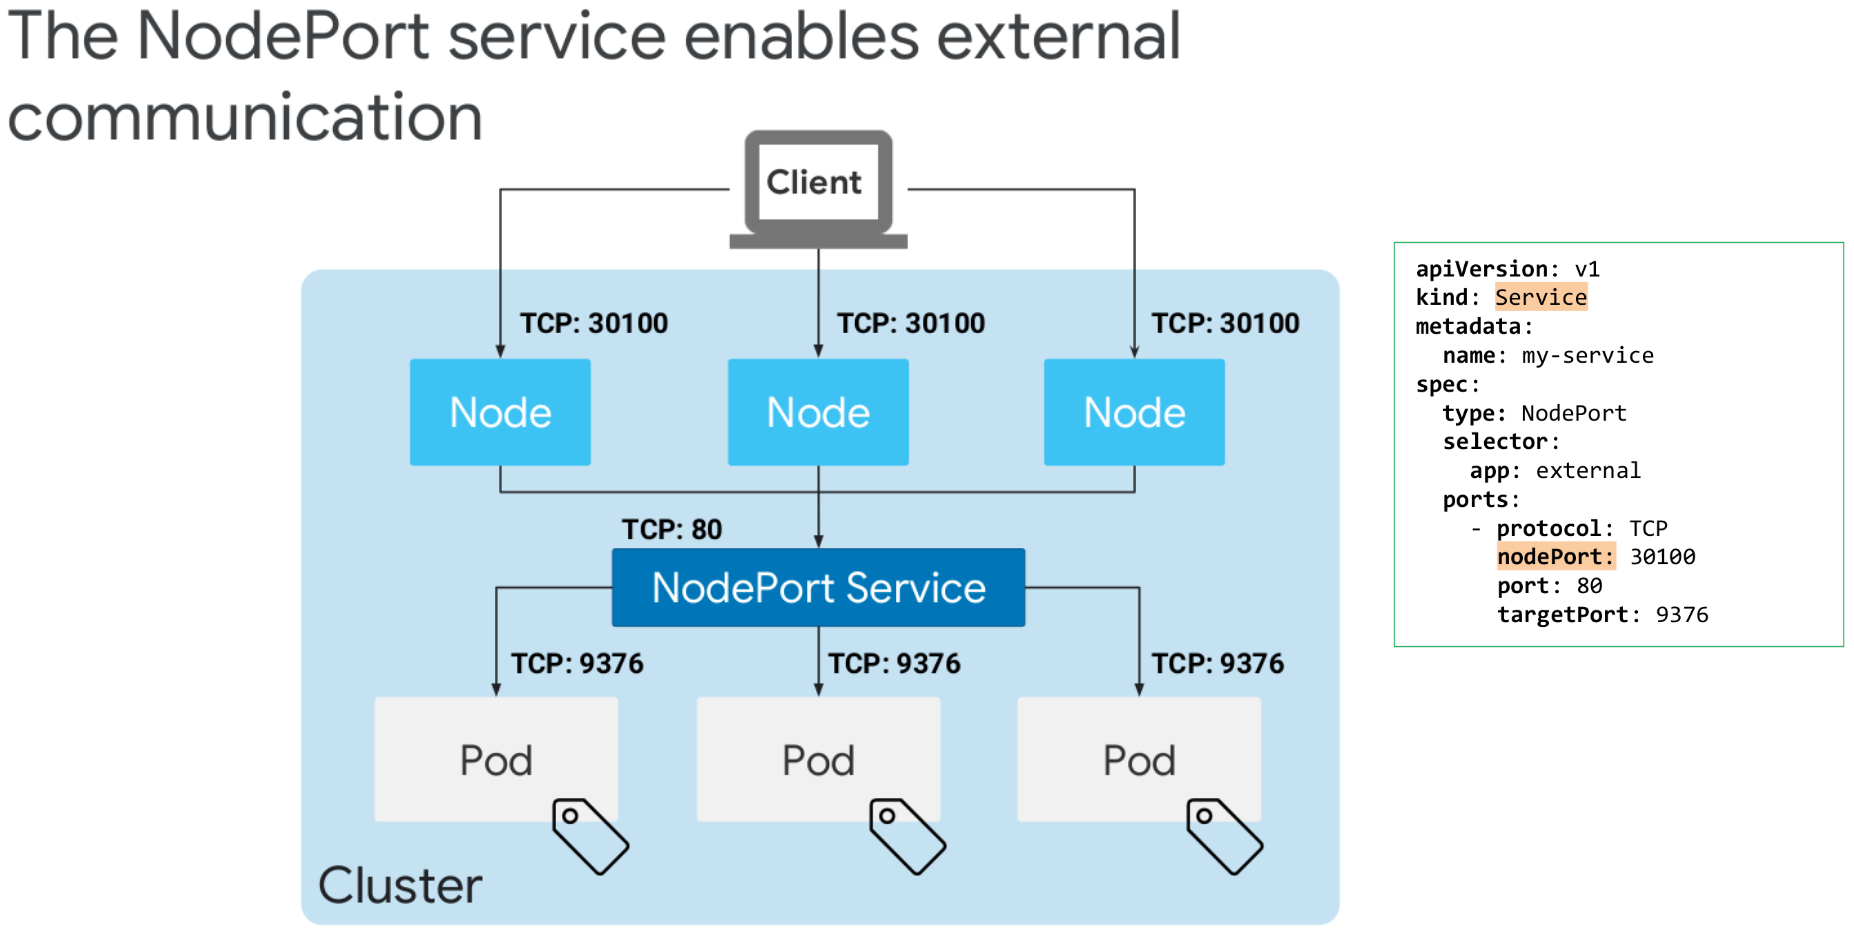 The NodePort service enables external
communication
Client
TCP: 30100
TCP: 30100
TCP: 30100
Node
Node
Node
TCP: 80
NodePort Service
TCP: 9376
TCP: 9376
TCP: 9376
Pod
Pod
Pod
Cluster
apiVersion: v1
kind: Service
metadata:
  name: my-service
spec:
  type: NodePort
  selector:
    app: external
  ports:
    - protocol: TCP
      nodePort: 30100
      port: 80
      targetPort: 9376